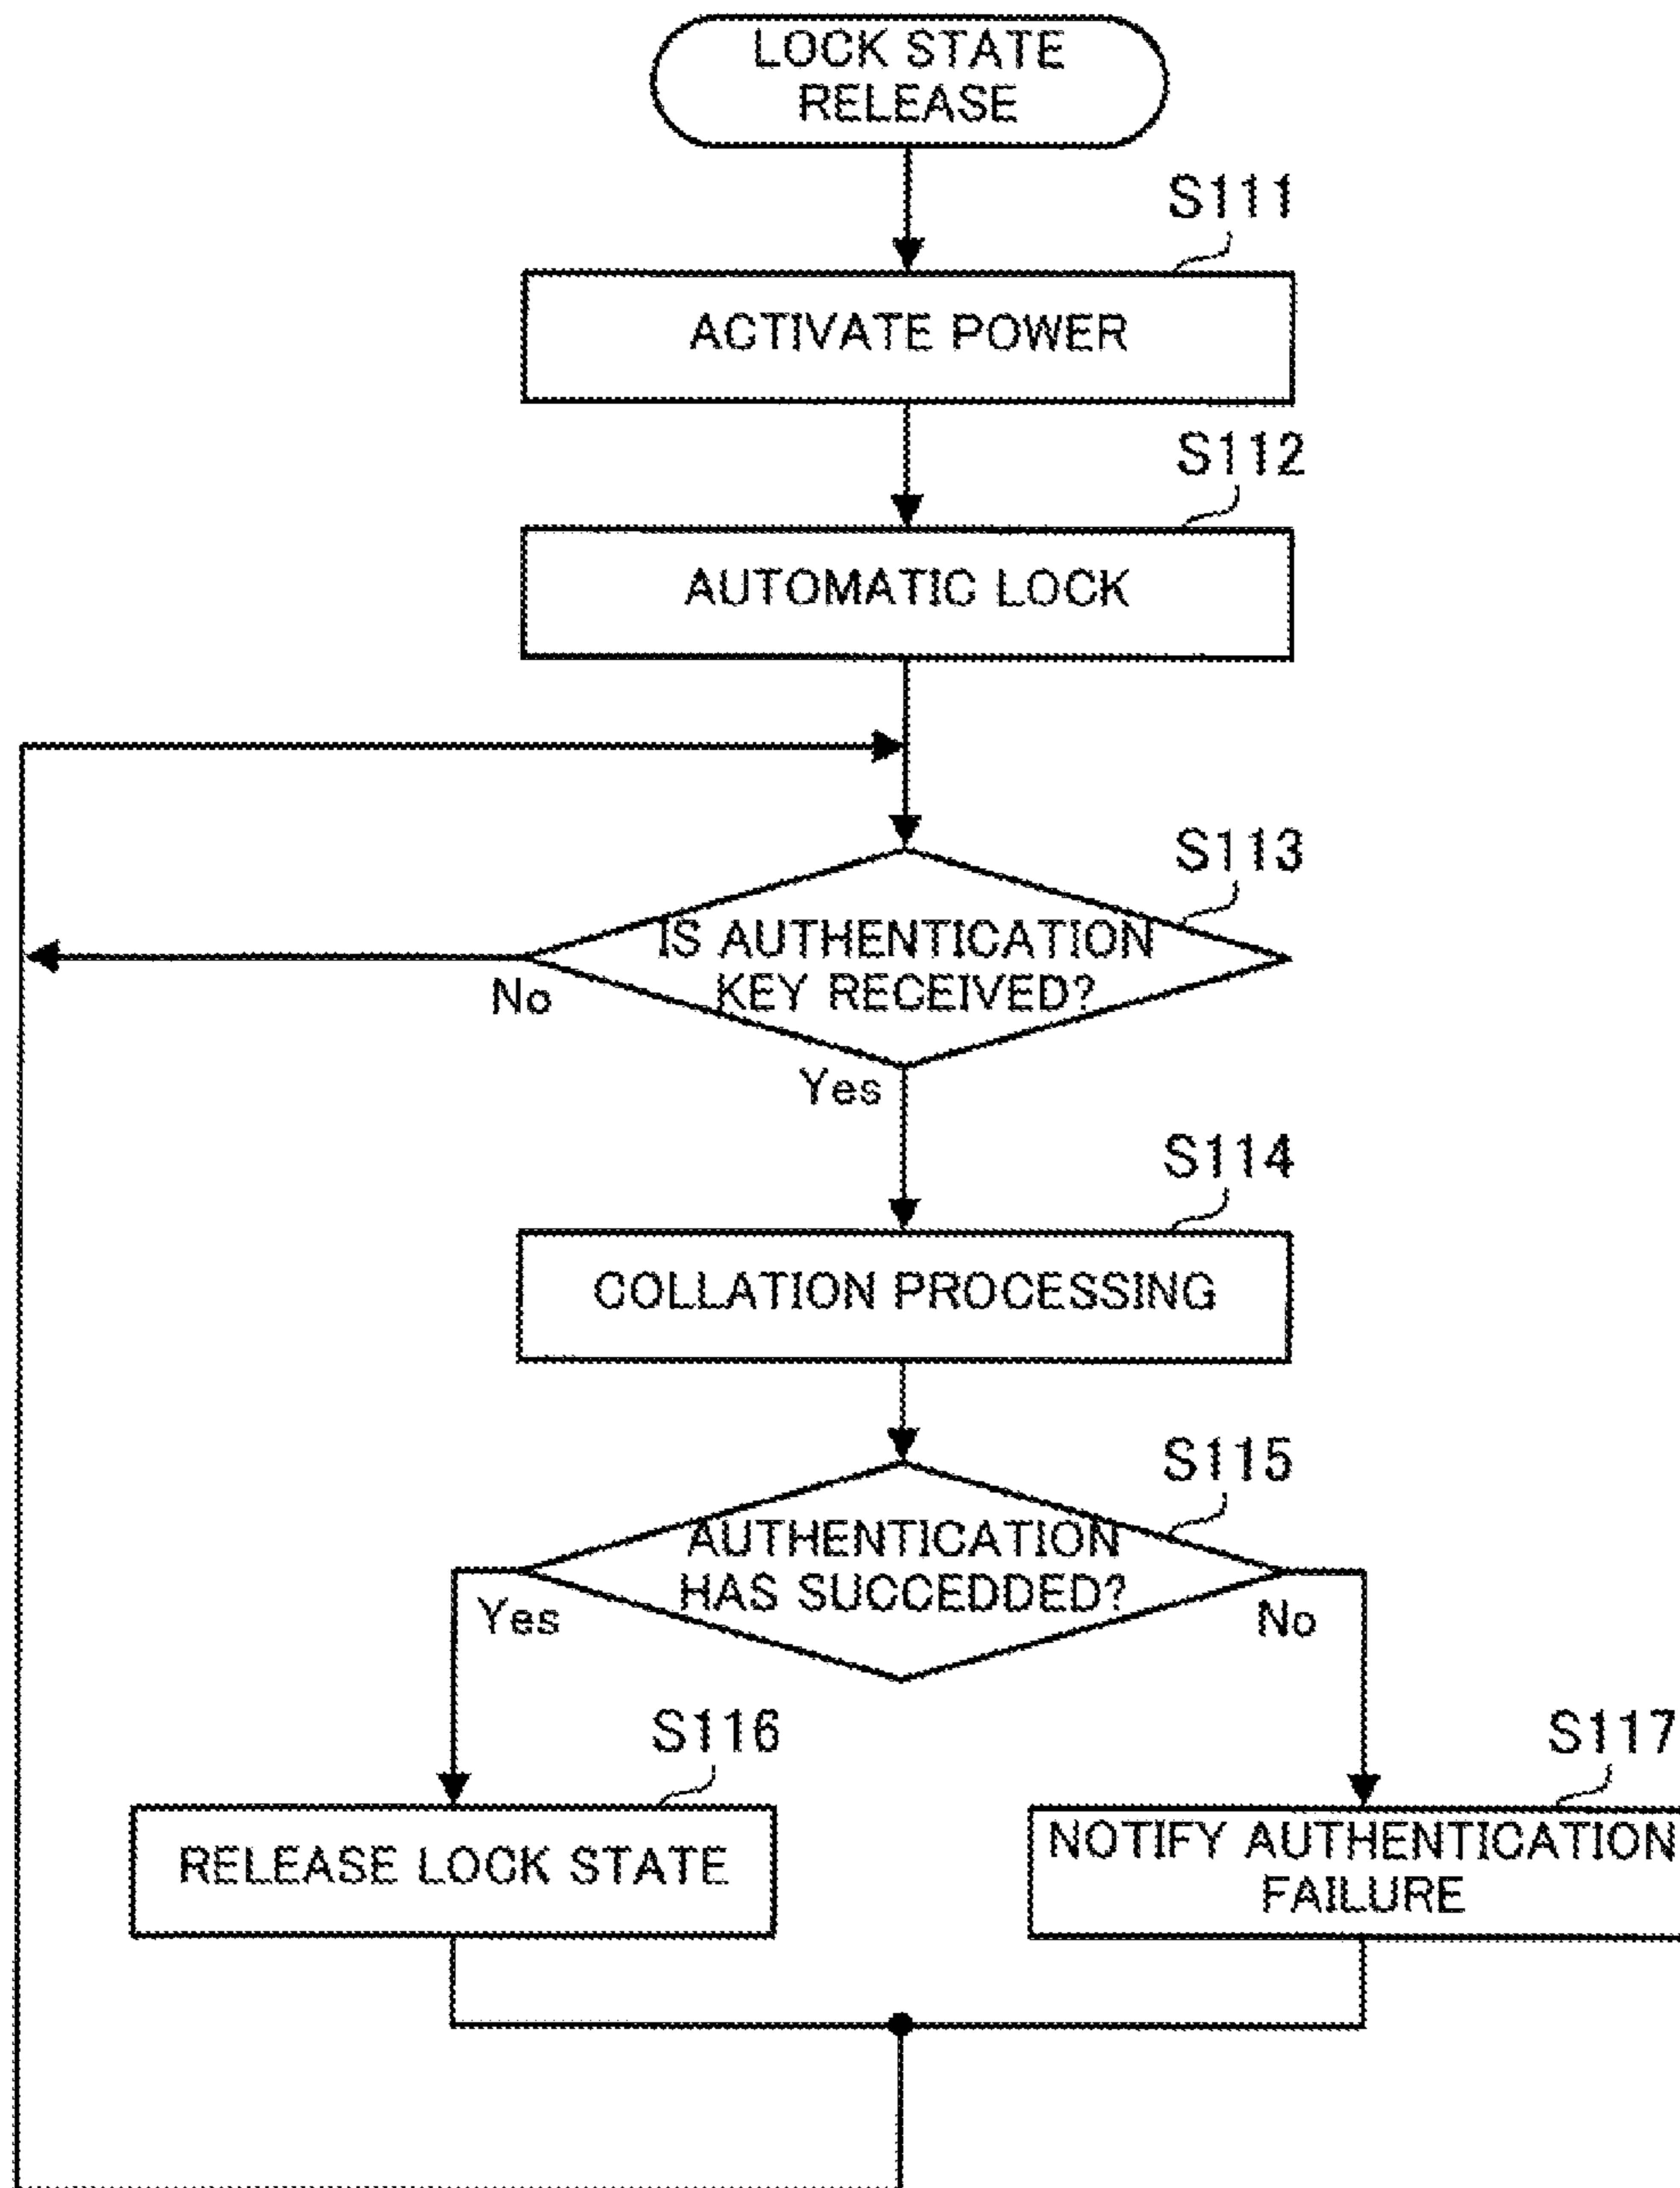 LOCK STATE
RELEASE
S111
ACTIVATE POWER
S112
AUTOMATIC LOCK
S113
IS AUTHENTICATION
KEY RECEIVED?
No
Yes
S114
COLLATION PROCESSING
S115
AUTHENTICATION
HAS SUCCEDDED?
Yes
No
S116
S117
RELEASE LOCK STATE
NOTIFY AUTHENTICATION
FAILURE